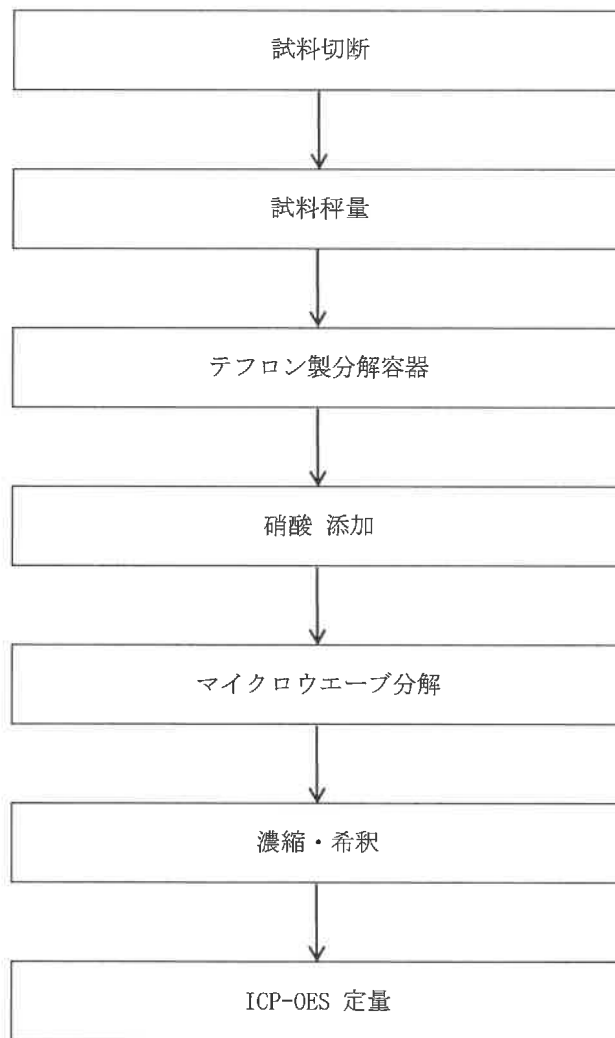 試料切断
試料秤量
テフロン製分解容器
硝酸 添加
マイクロウエーブ分解
濃縮・希釈
ICP-OES 定量